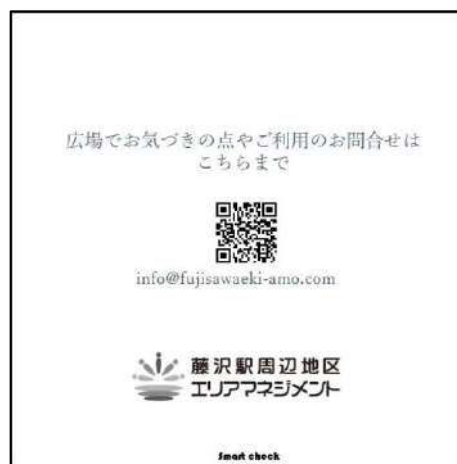 広場でお気づきの点やご利用のお問合せは
こちらまで
info@fujisawaeki-amo.com
藤沢駅周辺地区
エリアマネジメント
Smart check